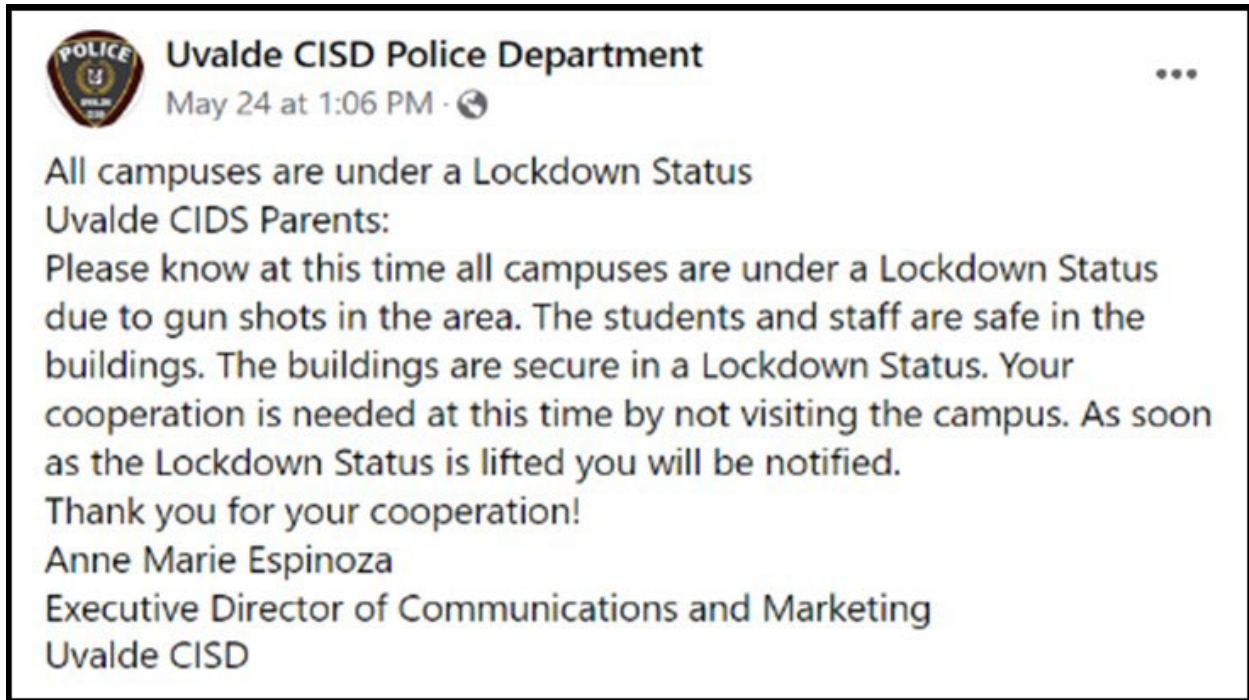 POLICE
Uvalde CISD Police Department
May 24 at 1:06 PM ·
All campuses are under a Lockdown Status
Uvalde CIDS Parents:
Please know at this time all campuses are under a Lockdown Status
due to gun shots in the area. The students and staff are safe in the
buildings. The buildings are secure in a Lockdown Status. Your
cooperation is needed at this time by not visiting the campus. As soon
as the Lockdown Status is lifted you will be notified.
Thank you for your cooperation!
Anne Marie Espinoza
Executive Director of Communications and Marketing
Uvalde CISD